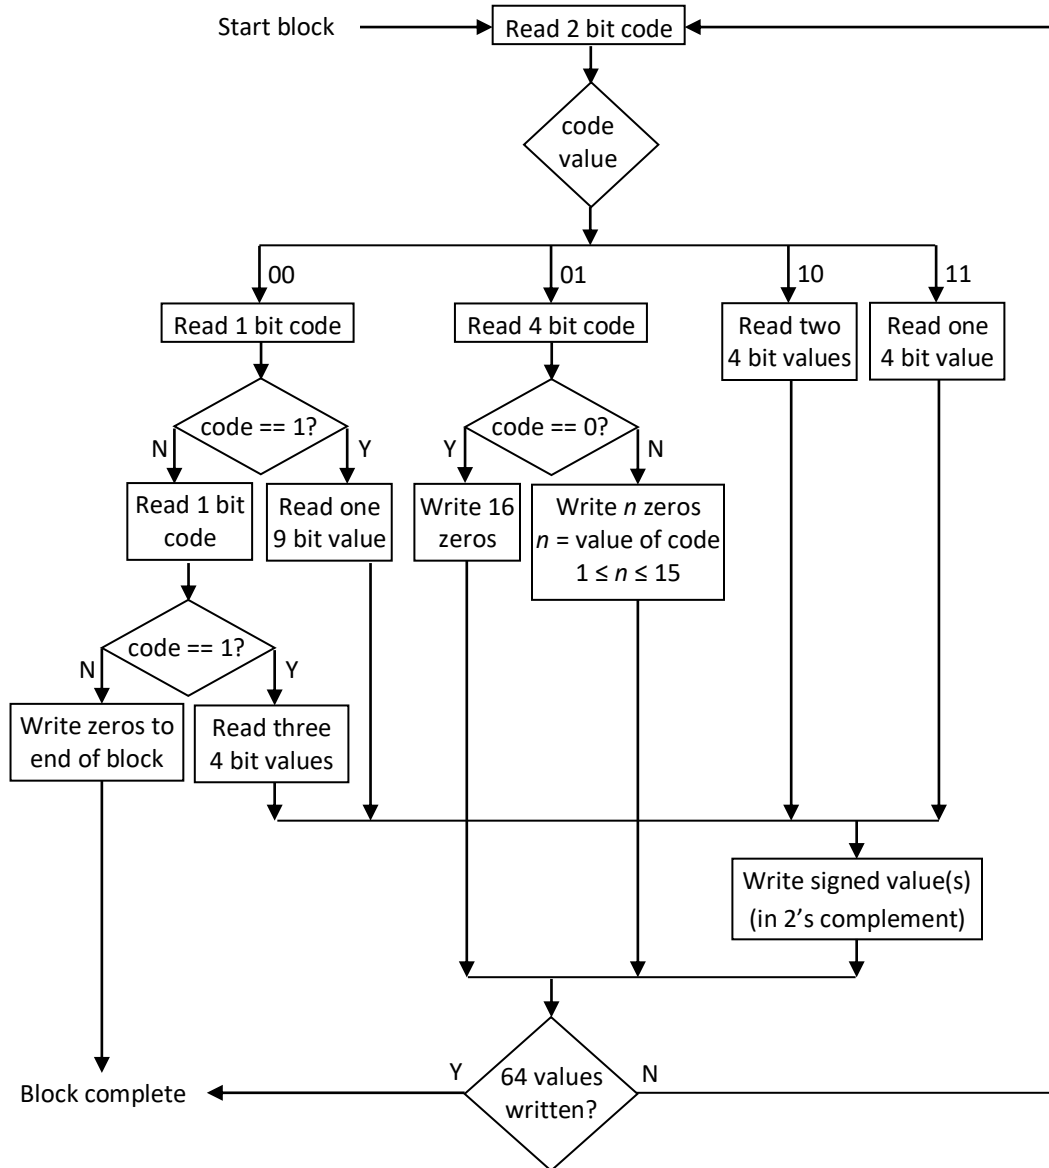 Start block
Read 2 bit code
code
value
00
01
10
11
Read 1 bit code
Read 4 bit code
Read two
4 bit values
Read one
4 bit value
code == 1?
N
Y
code == 0?
Y
N
Read 1 bit
code
Read one
9 bit value
Write 16
zeros
Write n zeros
n = value of code
1 ≤ n ≤ 15
code == 1?
N
Y
Write zeros to
end of block
Read three
4 bit values
Write signed value(s)
(in 2’s complement)
64 values
written?
Y
N
Block complete